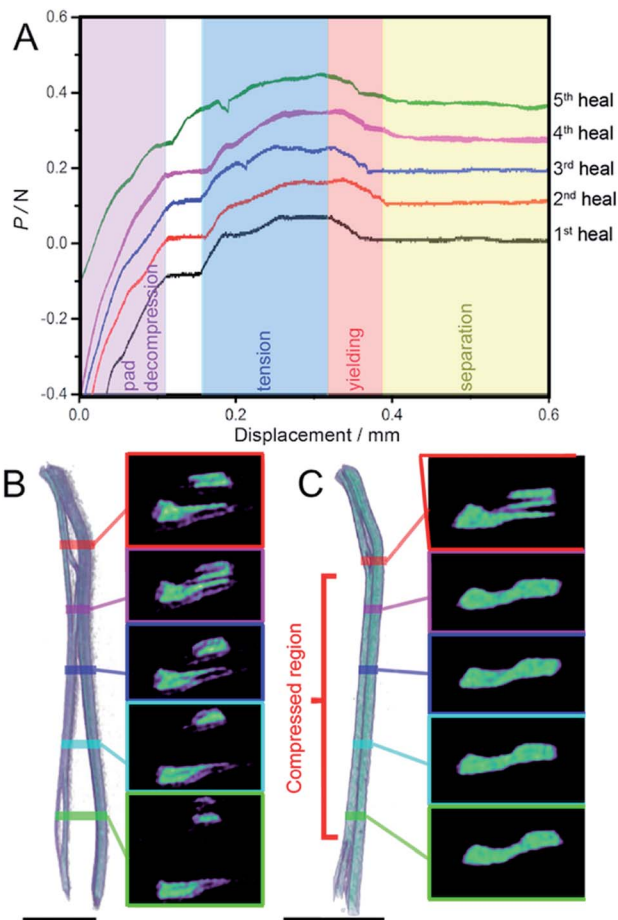 A
0.6
0.4
0.2
0.0
-0.2
-0.4
P / N
pad
decompression
tension
yielding
separation
5th heal
4th heal
3rd heal
2nd heal
1st heal
0.0
0.2
0.4
0.6
Displacement / mm
B
C
Compressed region